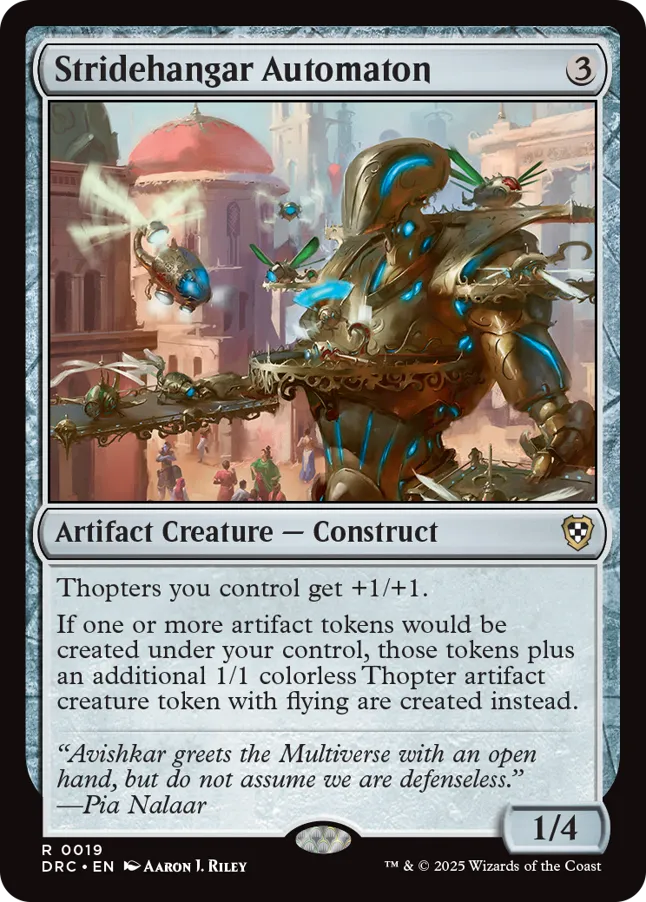 Stridehangar Automaton 3
Artifact Creature — Construct
Thopters you control get +1/+1.
If one or more artifact tokens would be
created under your control, those tokens plus
an additional 1/1 colorless Thopter artifact
creature token with flying are created instead.
“Avishkar greets the Multiverse with an open
hand, but do not assume we are defenseless.”
—Pia Nalaar
1/4
R 0019
DRC • EN Aaron J. Riley
™ & © 2025 Wizards of the Coast